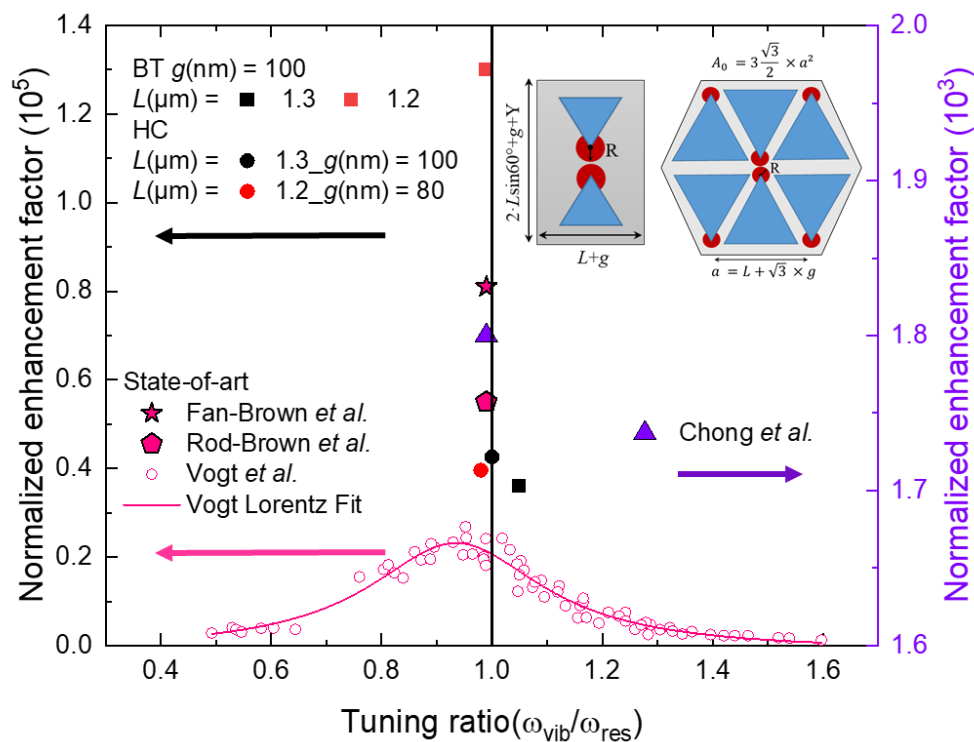 Normalized enhancement factor (10⁵)
1.4
1.2
1.0
0.8
0.6
0.4
0.2
0.0
BT g(nm) = 100
L(μm) = 1.3 1.2
HC
L(μm) = 1.3_g(nm) = 100
L(μm) = 1.2_g(nm) = 80
2·Lsin60°+g+Y
R
L+g
A₀ = 3 √3/2 × a²
R
a = L + √3 × g
State-of-art
Fan-Brown et al.
Rod-Brown et al.
Vogt et al.
Vogt Lorentz Fit
Chong et al.
2.0
1.9
1.8
1.7
1.6
Normalized enhancement factor (10³)
0.4 0.6 0.8 1.0 1.2 1.4 1.6
Tuning ratio(ω_vib/ω_res)